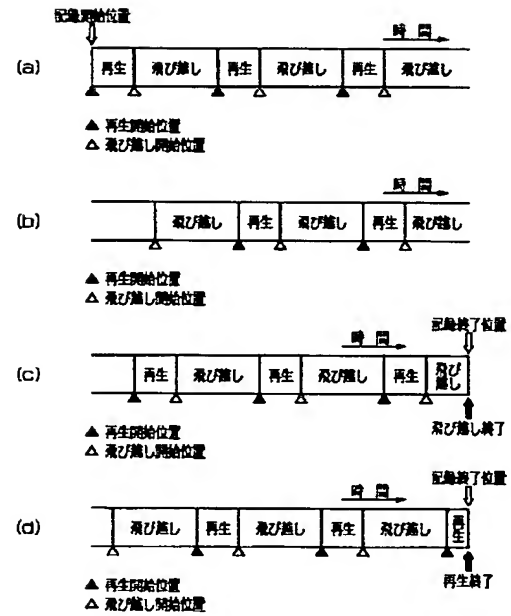 記録開始位置
時 間
(a)
再生 飛び越し 再生 飛び越し 再生 飛び越し
▲ 再生開始位置
△ 飛び越し開始位置
時 間
(b)
飛び越し 再生 飛び越し 再生 飛び越し
▲ 再生開始位置
△ 飛び越し開始位置
記録終了位置
時 間
(c)
再生 飛び越し 再生 飛び越し 再生 飛び
越し
▲ 再生開始位置
△ 飛び越し開始位置
飛び越し終了
記録終了位置
時 間
(d)
飛び越し 再生 飛び越し 再生 飛び越し 再生
▲ 再生開始位置
△ 飛び越し開始位置
再生終了